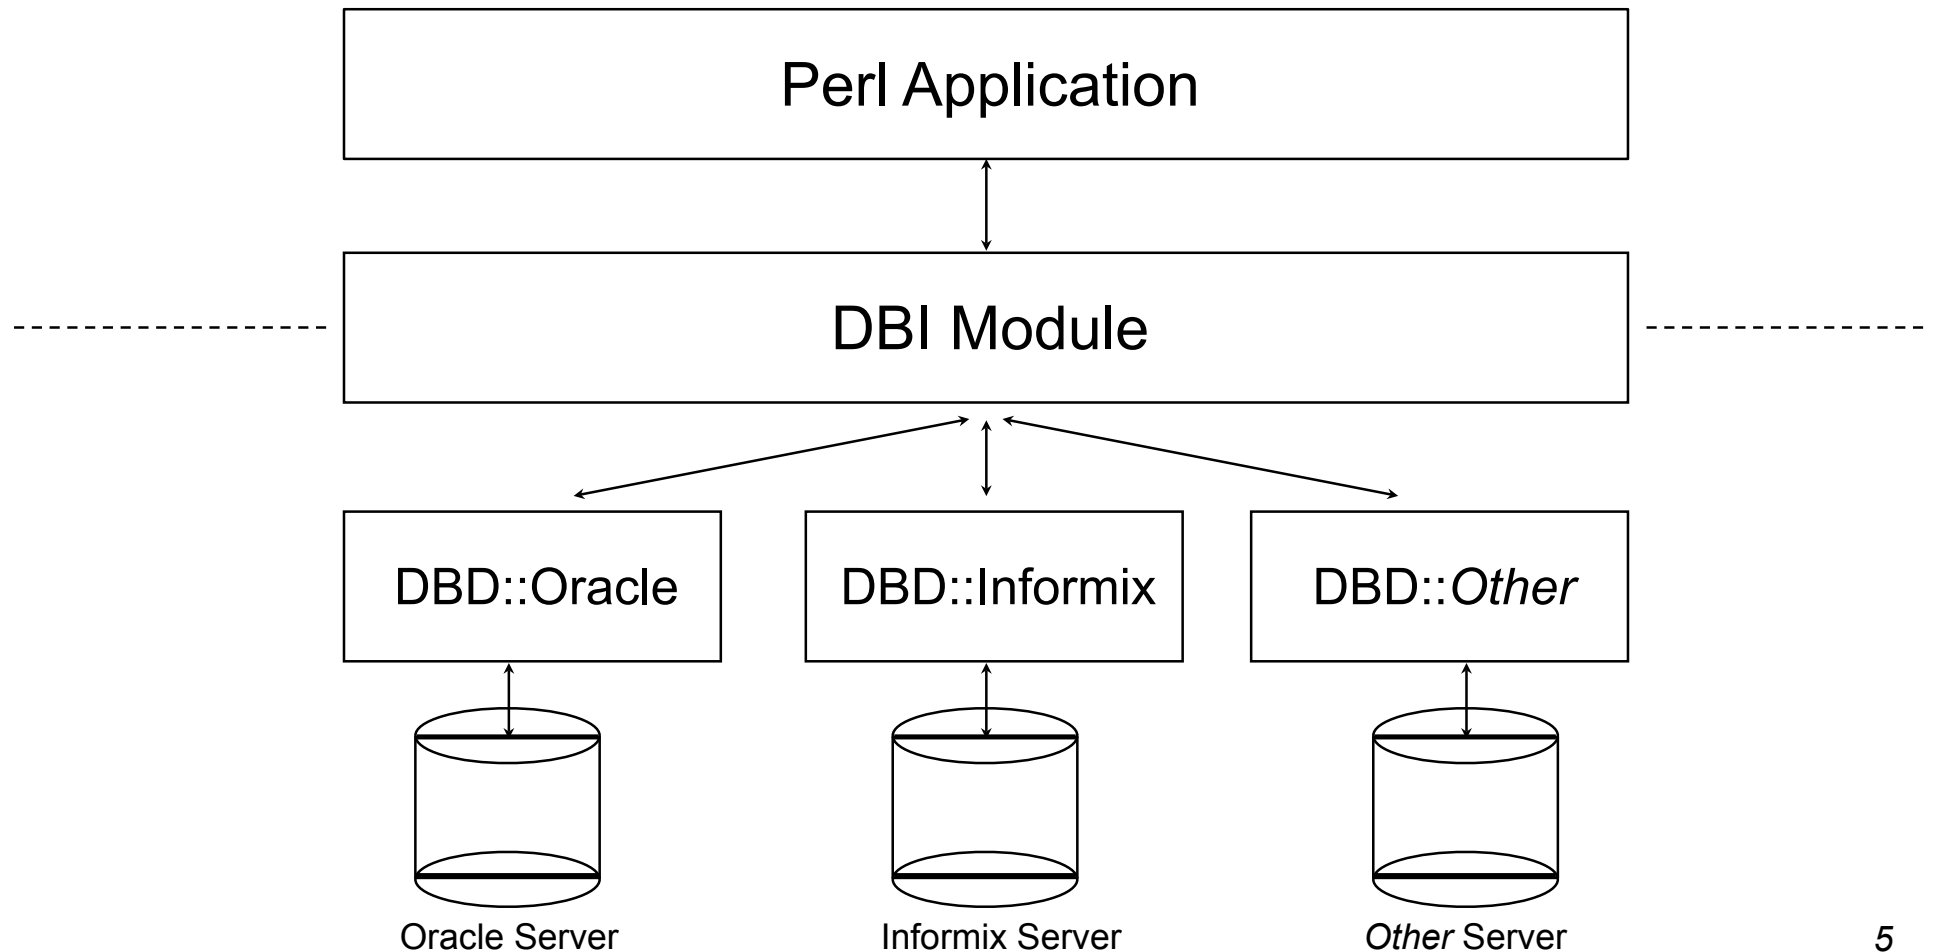 Perl Application
DBI Module
DBD::Oracle
DBD::Informix
DBD::Other
Oracle Server
Informix Server
Other Server
5